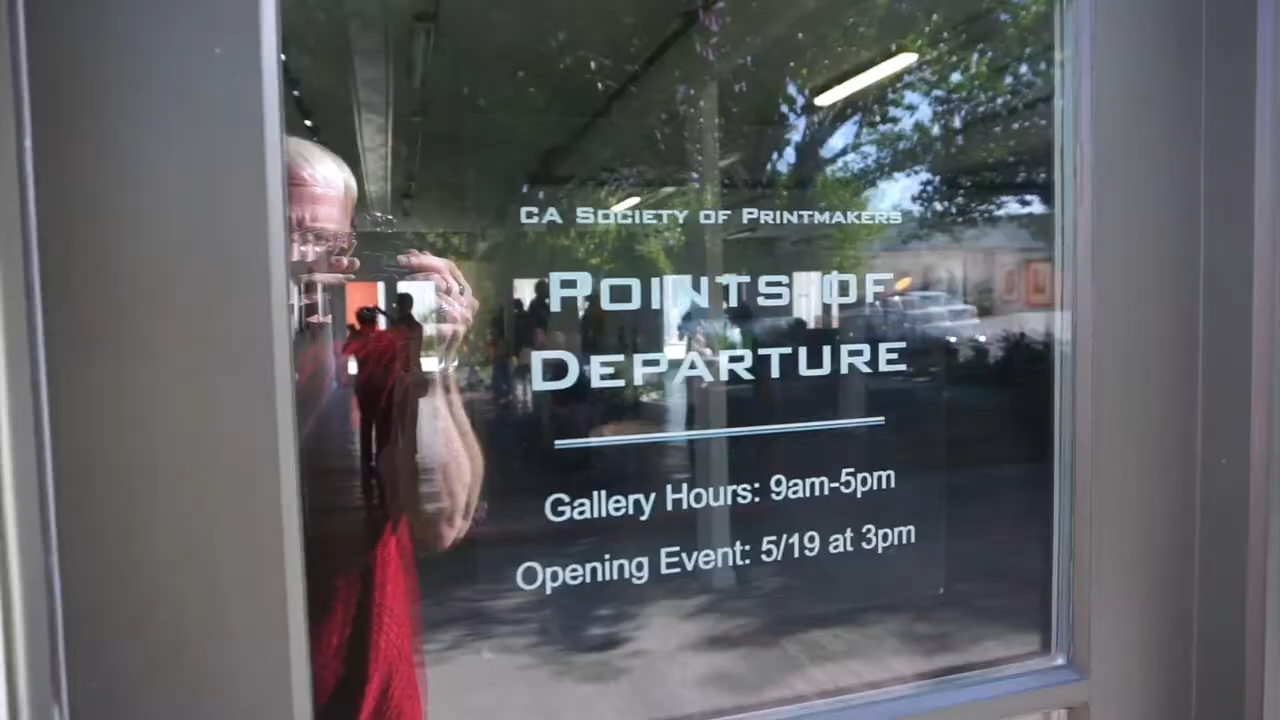 CA Society of Printmakers
Points of
Departure
Gallery Hours: 9am-5pm
Opening Event: 5/19 at 3pm